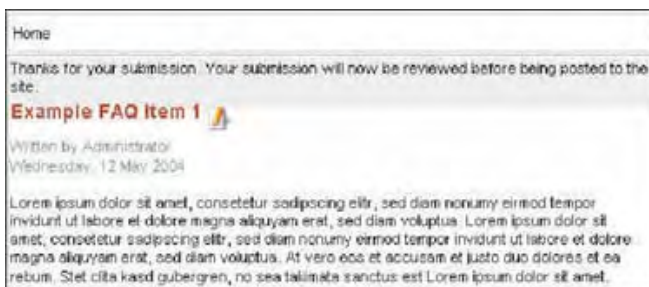 Home
Thanks for your submission. Your submission will now be reviewed before being posted to the
site.
Example FAQ Item 1
Written by Administrator
Wednesday, 12 May 2004
Lorem ipsum dolor sit amet, consetetur sadipscing elitr, sed diam nonumy eirmod tempor
invidunt ut labore et dolore magna aliquyam erat, sed diam voluptua. Lorem ipsum dolor sit
amet, consetetur sadipscing elitr, sed diam nonumy eirmod tempor invidunt ut labore et dolore
magna aliquyam erat, sed diam voluptua. At vero eos et accusam et justo duo dolores et ea
rebum. Stet clita kasd gubergren, no sea takimata sanctus est Lorem ipsum dolor sit amet.